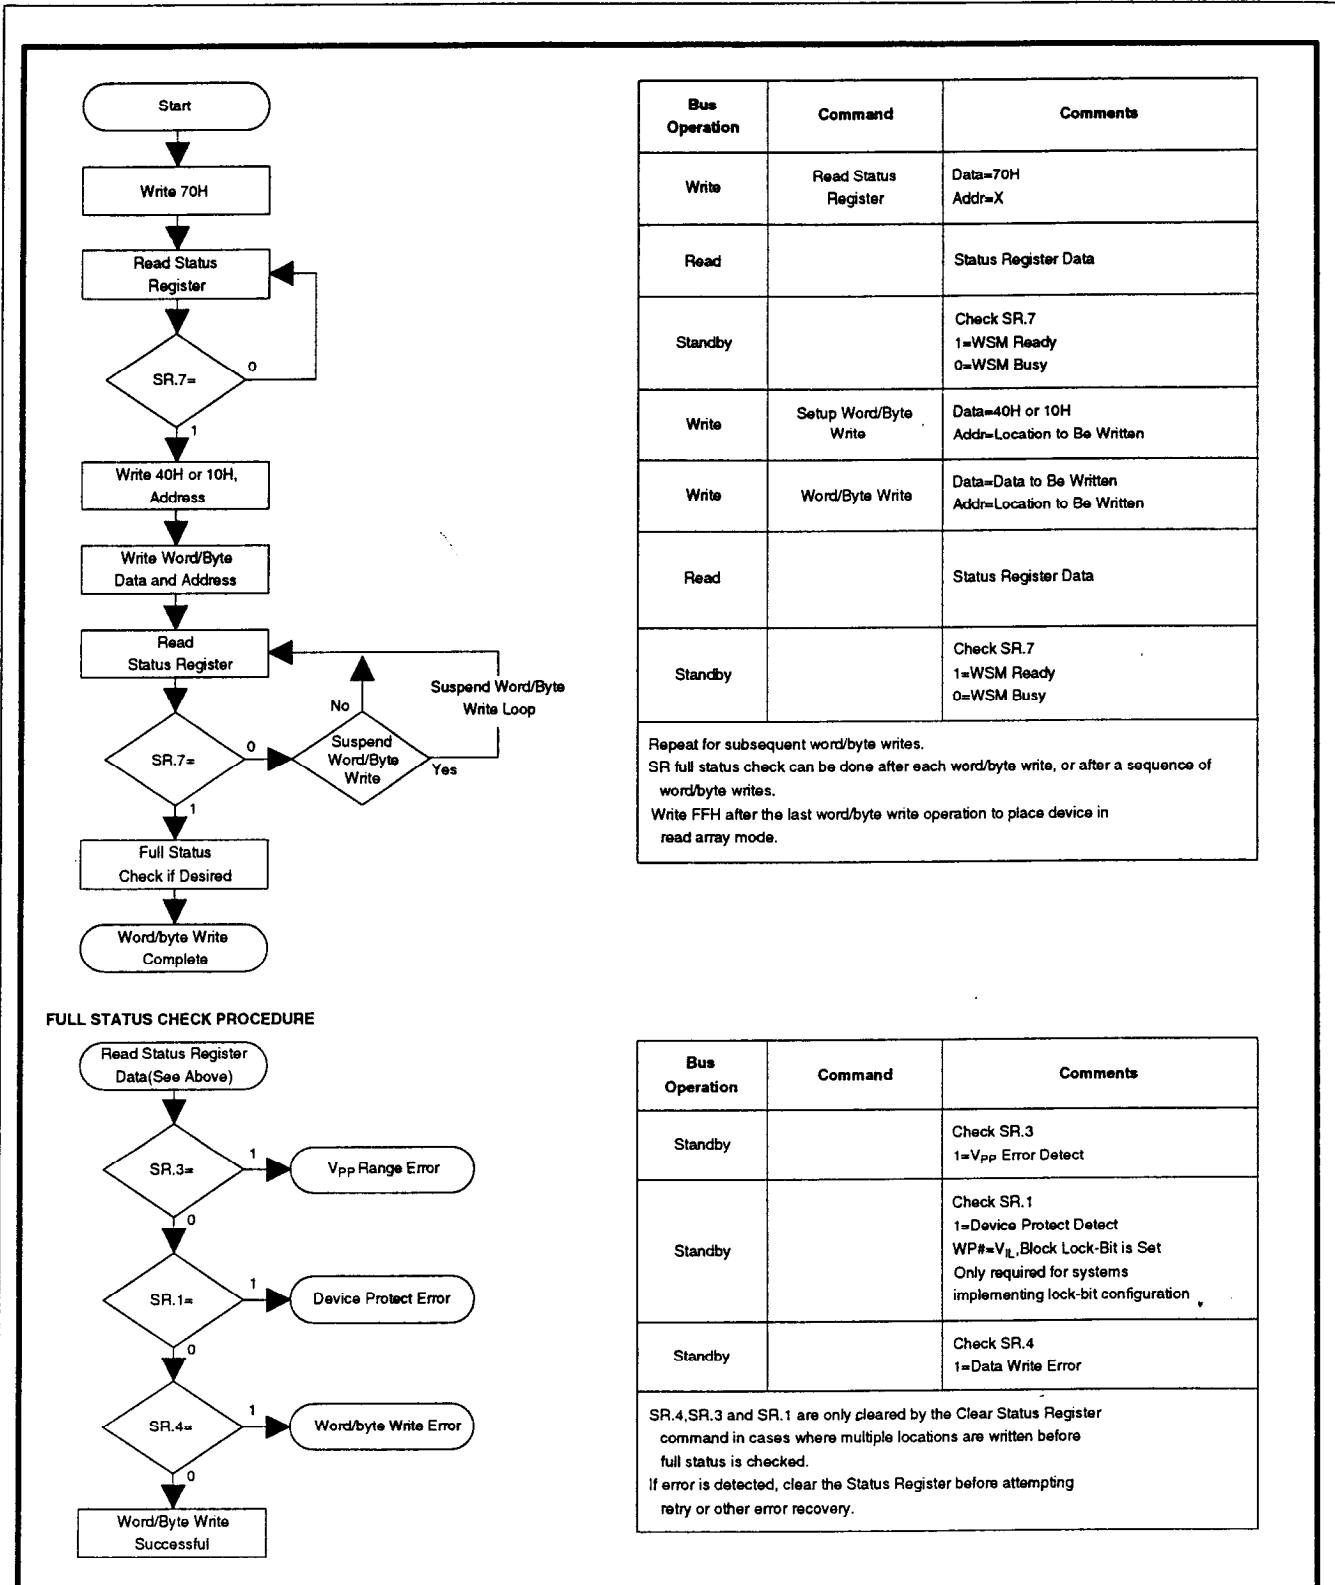 Start
Write 70H
Read Status
Register
SR.7=
0
1
Write 40H or 10H,
Address
Write Word/Byte
Data and Address
Read
Status Register
SR.7=
0
1
No
Suspend
Word/Byte
Write
Yes
Suspend Word/Byte
Write Loop
Full Status
Check if Desired
Word/byte Write
Complete
Bus
Operation
Command
Comments
Write
Read Status
Register
Data=70H
Addr=X
Read
Status Register Data
Standby
Check SR.7
1=WSM Ready
0=WSM Busy
Write
Setup Word/Byte
Write
Data=40H or 10H
Addr=Location to Be Written
Write
Word/Byte Write
Data=Data to Be Written
Addr=Location to Be Written
Read
Status Register Data
Standby
Check SR.7
1=WSM Ready
0=WSM Busy
Repeat for subsequent word/byte writes.
SR full status check can be done after each word/byte write, or after a sequence of
word/byte writes.
Write FFH after the last word/byte write operation to place device in
read array mode.
FULL STATUS CHECK PROCEDURE
Read Status Register
Data(See Above)
SR.3=
1
VPP Range Error
0
SR.1=
1
Device Protect Error
0
SR.4=
1
Word/byte Write Error
0
Word/Byte Write
Successful
Bus
Operation
Command
Comments
Standby
Check SR.3
1=VPP Error Detect
Standby
Check SR.1
1=Device Protect Detect
WP#=VIL,Block Lock-Bit is Set
Only required for systems
implementing lock-bit configuration
Standby
Check SR.4
1=Data Write Error
SR.4,SR.3 and SR.1 are only cleared by the Clear Status Register
command in cases where multiple locations are written before
full status is checked.
If error is detected, clear the Status Register before attempting
retry or other error recovery.